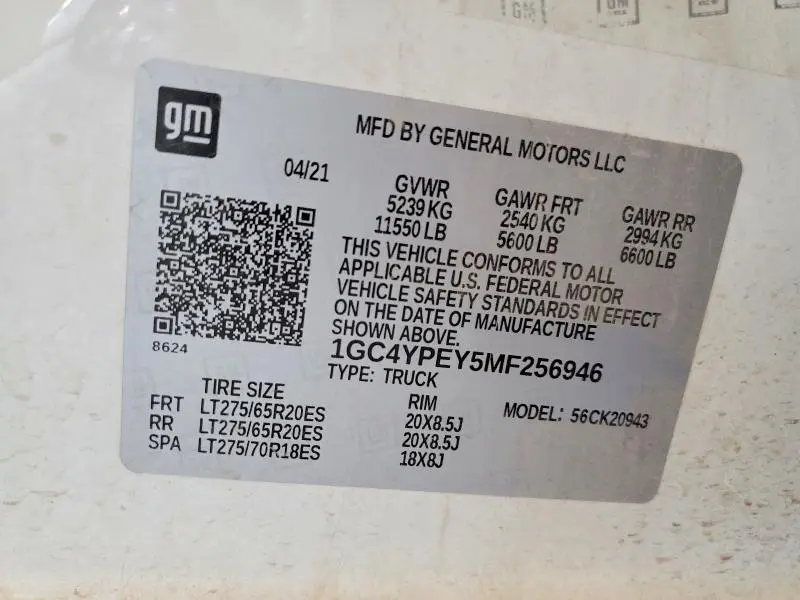 GM
GM
gm
MFD BY GENERAL MOTORS LLC
04/21
GVWR
5239 KG
11550 LB
GAWR FRT
2540 KG
5600 LB
GAWR RR
2994 KG
6600 LB
THIS VEHICLE CONFORMS TO ALL
APPLICABLE U.S. FEDERAL MOTOR
VEHICLE SAFETY STANDARDS IN EFFECT
ON THE DATE OF MANUFACTURE
SHOWN ABOVE.
8624
1GC4YPEY5MF256946
TYPE: TRUCK
MODEL: 56CK20943
TIRE SIZE
RIM
FRT LT275/65R20ES 20X8.5J
RR LT275/65R20ES 20X8.5J
SPA LT275/70R18ES 18X8J